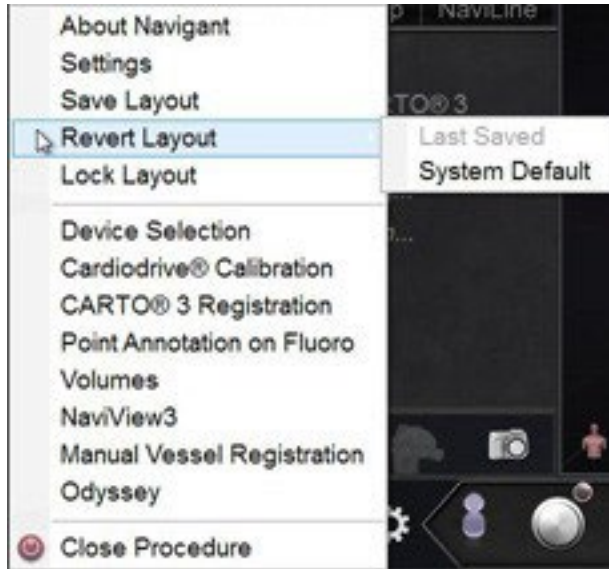 About Navigant
Settings
Save Layout
Revert Layout
Lock Layout
Device Selection
Cardiodrive® Calibration
CARTO® 3 Registration
Point Annotation on Fluoro
Volumes
NaviView3
Manual Vessel Registration
Odyssey
Close Procedure
NaviLine
TO® 3
Last Saved
System Default